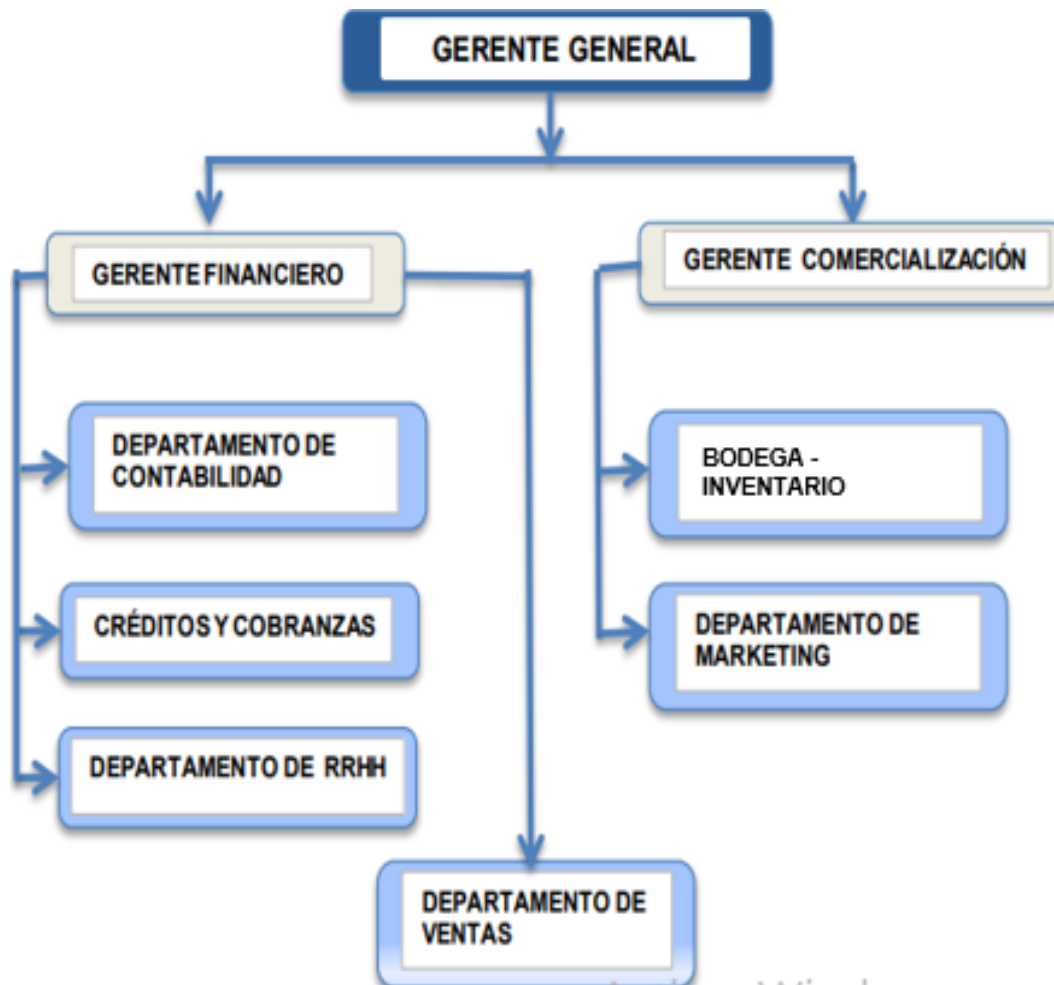 GERENTE GENERAL
GERENTE FINANCIERO
GERENTE COMERCIALIZACIÓN
DEPARTAMENTO DE
CONTABILIDAD
BODEGA -
INVENTARIO
CRÉDITOS Y COBRANZAS
DEPARTAMENTO DE
MARKETING
DEPARTAMENTO DE RRHH
DEPARTAMENTO DE
VENTAS